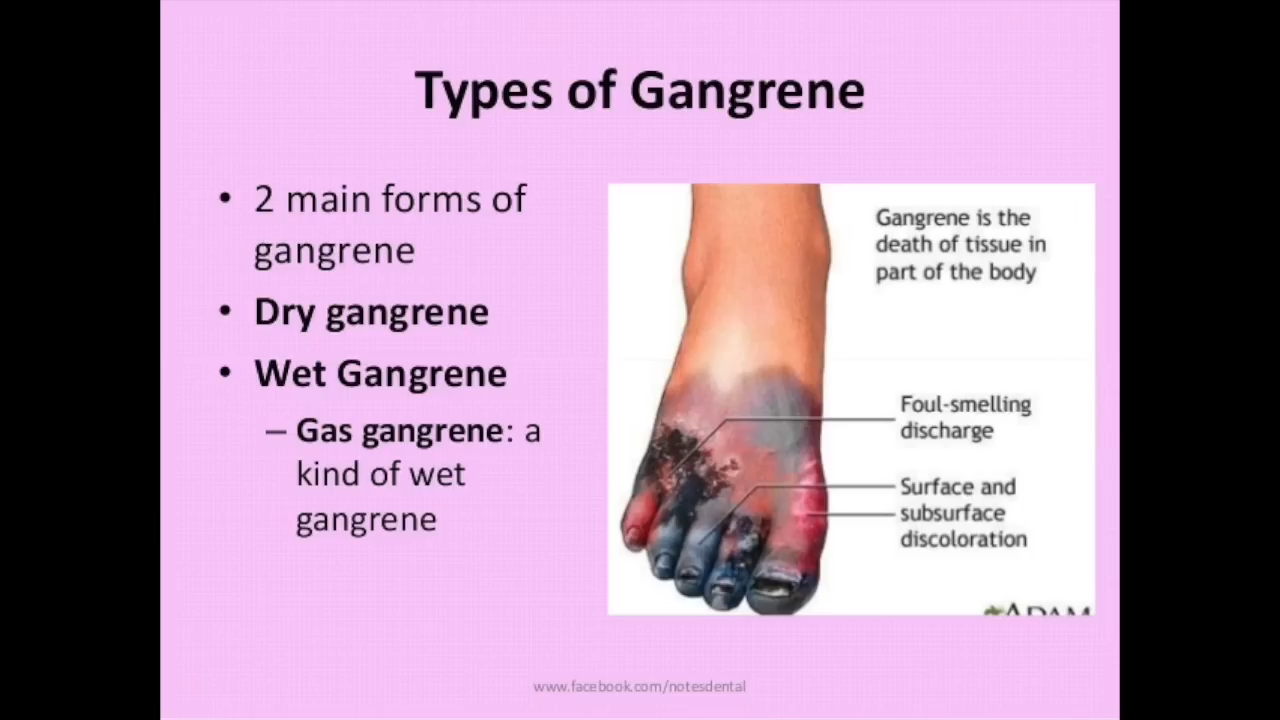 Types of Gangrene
• 2 main forms of
gangrene
• Dry gangrene
• Wet Gangrene
– Gas gangrene: a
kind of wet
gangrene
Gangrene is the
death of tissue in
part of the body
Foul-smelling
discharge
Surface and
subsurface
discoloration
ADAM
www.facebook.com/notesdental